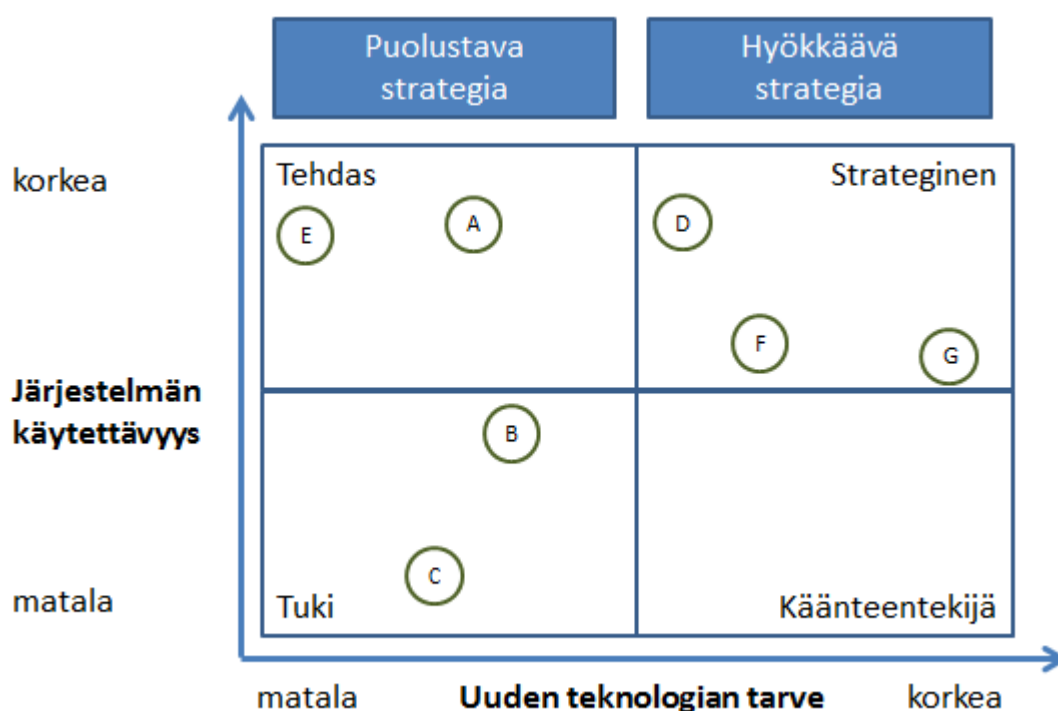 Puolustava
strategia
Hyökkäävä
strategia
korkea
Tehdas
Strateginen
E
A
D
F
G
Järjestelmän
käytettävyys
B
C
matala
Tuki
Käänteentekijä
matala
Uuden teknologian tarve
korkea